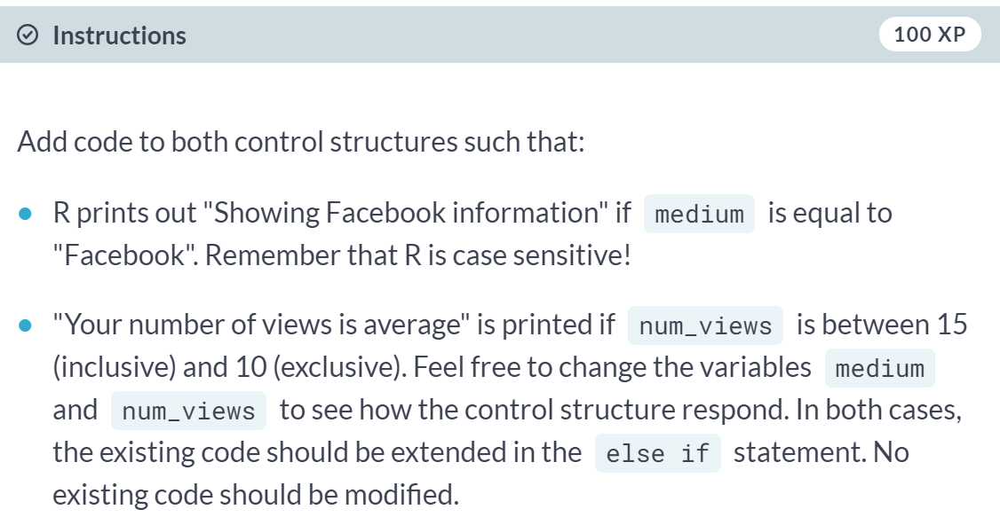 Instructions 100 XP
Add code to both control structures such that:
R prints out "Showing Facebook information" if medium is equal to
"Facebook". Remember that R is case sensitive!
"Your number of views is average" is printed if num_views is between 15
(inclusive) and 10 (exclusive). Feel free to change the variables medium
and num_views to see how the control structure respond. In both cases,
the existing code should be extended in the else if statement. No
existing code should be modified.